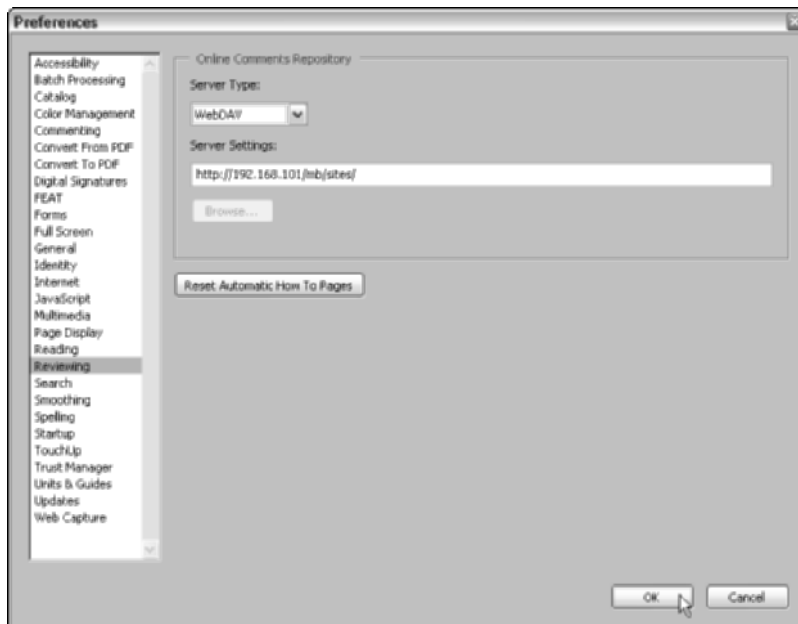 Preferences
Accessibility
Batch Processing
Catalog
Color Management
Commenting
Convert From PDF
Convert To PDF
Digital Signatures
FEAT
Forms
Full Screen
General
Identity
Internet
JavaScript
Multimedia
Page Display
Reading
Reviewing
Search
Smoothing
Spelling
Startup
TouchUp
Trust Manager
Units & Guides
Updates
Web Capture
Online Comments Repository
Server Type:
WebDAV
Server Settings:
http://192.168.101/mb/sites/
Browse...
Reset Automatic How To Pages
OK
Cancel